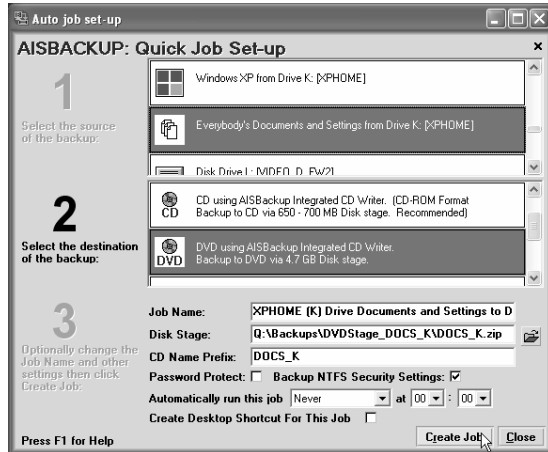 Auto job set-up
AISBACKUP: Quick Job Set-up
1
Select the source
of the backup:
Windows XP from Drive K: [XPHOME]
Everybody's Documents and Settings from Drive K: [XPHOME]
Disk Drive L: [VIDEO_D_FW2]
2
Select the destination
of the backup:
CD
CD using AISBackup Integrated CD Writer. (CD-ROM Format
Backup to CD via 650 - 700 MB Disk stage. Recommended)
DVD
DVD using AISBackup Integrated CD Writer.
Backup to DVD via 4.7 GB Disk stage.
3
Optionally change the
Job Name and other
settings then click
Create Job:
Job Name: XPHOME (K) Drive Documents and Settings to D
Disk Stage: Q:\Backups\DVDStage_DOCS_K\DOCS_K.zip
CD Name Prefix: DOCS_K
Password Protect: Backup NTFS Security Settings:
Automatically run this job Never at 00 : 00
Create Desktop Shortcut For This Job
Press F1 for Help
Create Job
Close